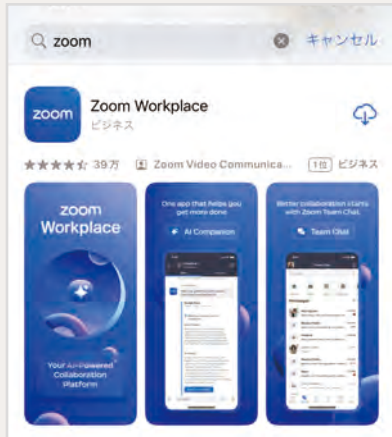 zoom
キャンセル
zoom
Zoom Workplace
ビジネス
39万
Zoom Video Communica...
1位 ビジネス
zoom
Workplace
Your AI-Powered
Collaboration
Platform
One app that helps you
get more done
AI Companion
Better collaboration starts
with Zoom Team Chat.
Team Chat